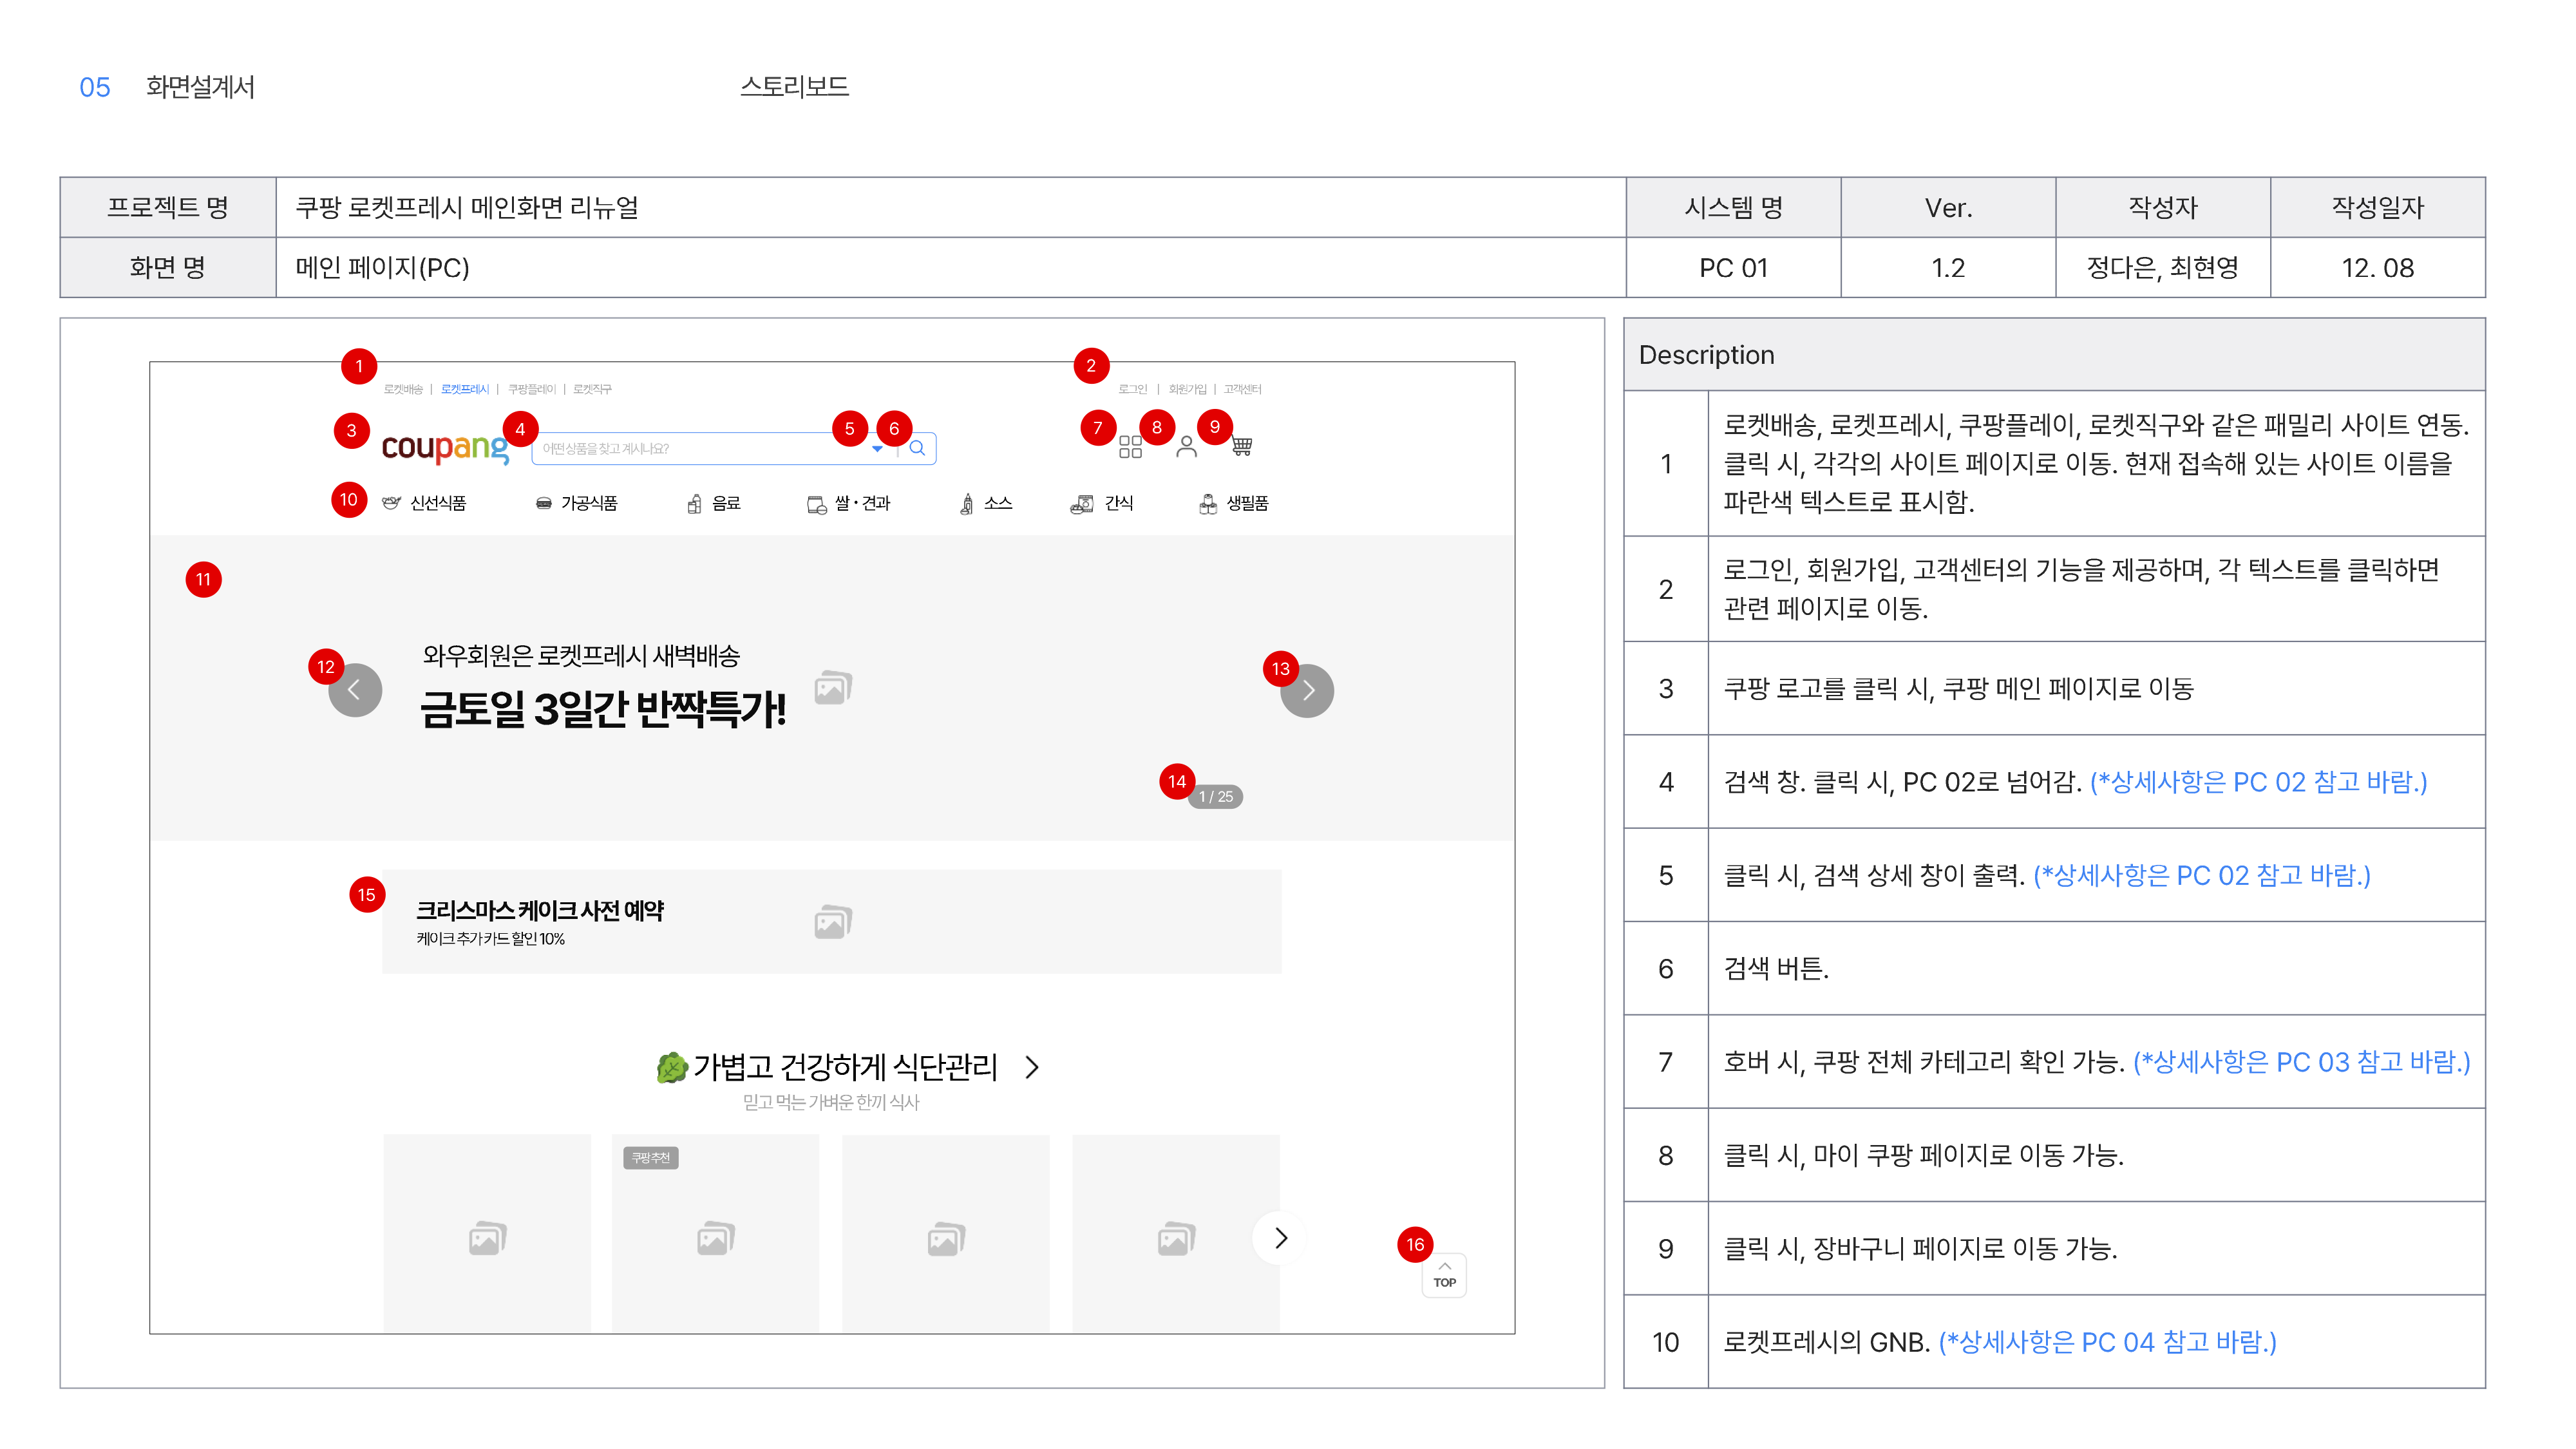 05 화면설계서 스토리보드
프로젝트 명 쿠팡 로켓프레시 메인화면 리뉴얼 시스템 명 Ver. 작성자 작성일자
화면 명 메인 페이지(PC) PC 01 1.2 정다은, 최현영 12. 08
1 2
로켓배송 | 로켓프레시 | 쿠팡플레이 | 로켓직구 로그인 | 회원가입 | 고객센터
3 4 5 6 7 8 9
coupang 어떤 상품을 찾고 계시나요?
10 신선식품 가공식품 음료 쌀・견과 소스 간식 생필품
11
12 와우회원은 로켓프레시 새벽배송 13
금토일 3일간 반짝특가!
14
1 / 25
15
크리스마스 케이크 사전 예약
케이크 추가 카드 할인 10%
가볍고 건강하게 식단관리
믿고 먹는 가벼운 한끼 식사
쿠팡추천
16
TOP
Description
1 로켓배송, 로켓프레시, 쿠팡플레이, 로켓직구와 같은 패밀리 사이트 연동.
클릭 시, 각각의 사이트 페이지로 이동. 현재 접속해 있는 사이트 이름을
파란색 텍스트로 표시함.
2 로그인, 회원가입, 고객센터의 기능을 제공하며, 각 텍스트를 클릭하면
관련 페이지로 이동.
3 쿠팡 로고를 클릭 시, 쿠팡 메인 페이지로 이동
4 검색 창. 클릭 시, PC 02로 넘어감. (*상세사항은 PC 02 참고 바람.)
5 클릭 시, 검색 상세 창이 출력. (*상세사항은 PC 02 참고 바람.)
6 검색 버튼.
7 호버 시, 쿠팡 전체 카테고리 확인 가능. (*상세사항은 PC 03 참고 바람.)
8 클릭 시, 마이 쿠팡 페이지로 이동 가능.
9 클릭 시, 장바구니 페이지로 이동 가능.
10 로켓프레시의 GNB. (*상세사항은 PC 04 참고 바람.)